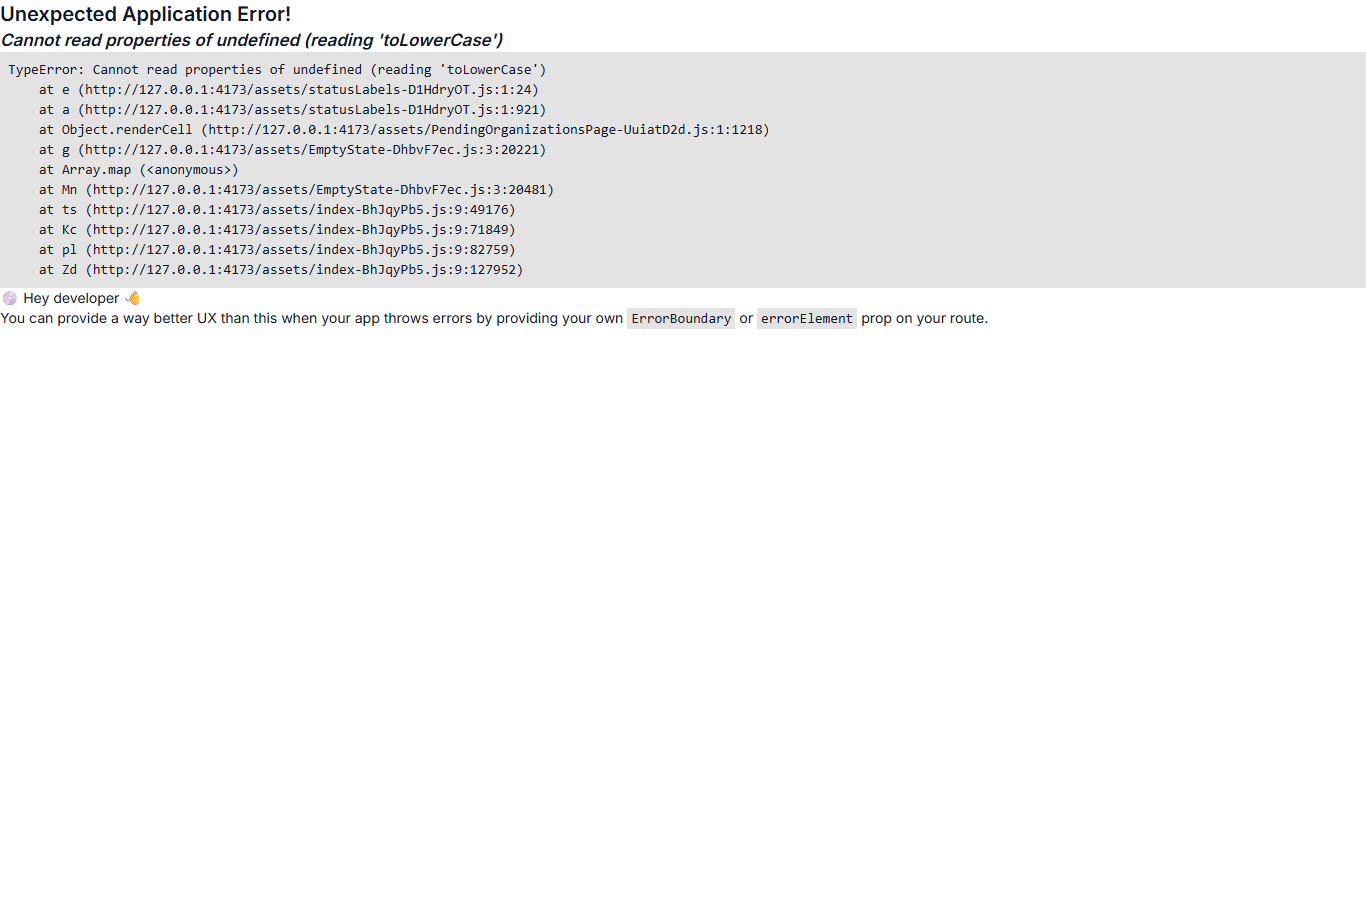 Unexpected Application Error!
Cannot read properties of undefined (reading 'toLowerCase')
TypeError: Cannot read properties of undefined (reading 'toLowerCase')
    at e (http://127.0.0.1:4173/assets/statusLabels-D1HdryOT.js:1:24)
    at a (http://127.0.0.1:4173/assets/statusLabels-D1HdryOT.js:1:921)
    at Object.renderCell (http://127.0.0.1:4173/assets/PendingOrganizationsPage-UuiatD2d.js:1:1218)
    at g (http://127.0.0.1:4173/assets/EmptyState-DhbvF7ec.js:3:20221)
    at Array.map (<anonymous>)
    at Mn (http://127.0.0.1:4173/assets/EmptyState-DhbvF7ec.js:3:20481)
    at ts (http://127.0.0.1:4173/assets/index-BhJqyPb5.js:9:49176)
    at Kc (http://127.0.0.1:4173/assets/index-BhJqyPb5.js:9:71849)
    at pl (http://127.0.0.1:4173/assets/index-BhJqyPb5.js:9:82759)
    at Zd (http://127.0.0.1:4173/assets/index-BhJqyPb5.js:9:127952)
💿 Hey developer 👋
You can provide a way better UX than this when your app throws errors by providing your own ErrorBoundary or errorElement prop on your route.